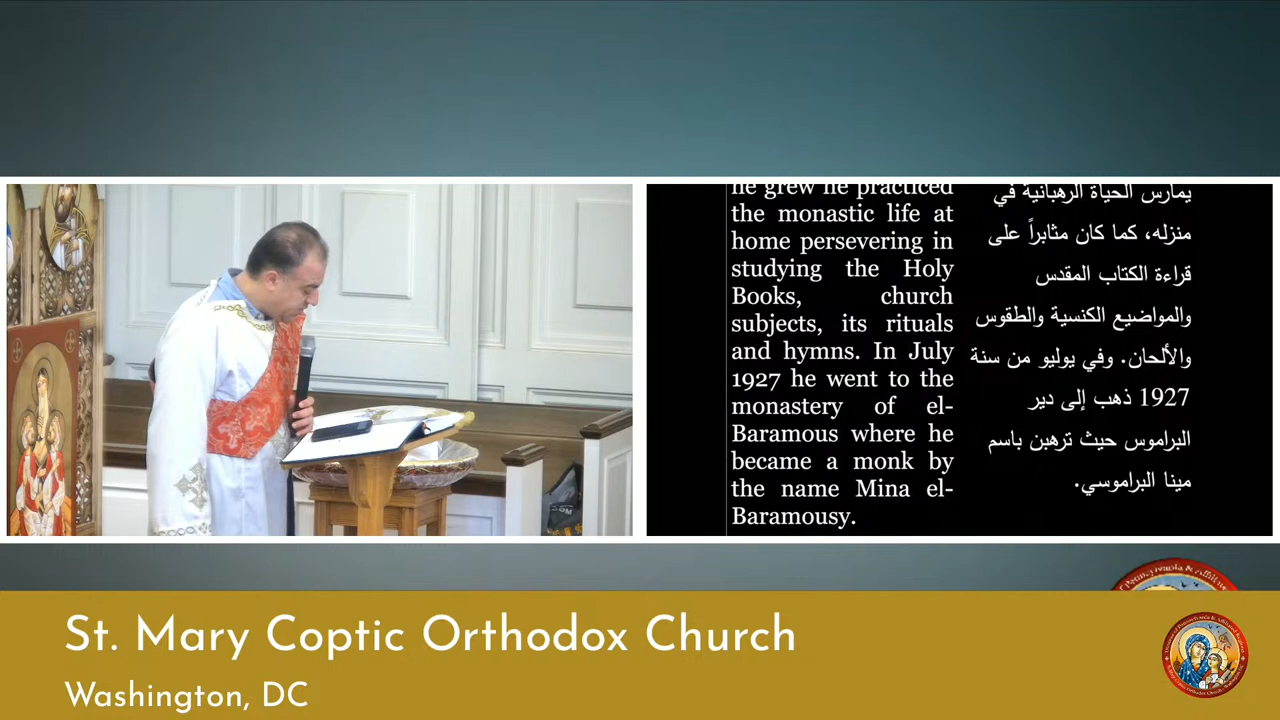 he grew he practiced
the monastic life at
home persevering in
studying the Holy
Books, church
subjects, its rituals
and hymns. In July
1927 he went to the
monastery of el-
Baramous where he
became a monk by
the name Mina el-
Baramousy.
يمارس الحياة الرهبانية في
منزله، كما كان مثابراً على
قراءة الكتاب المقدس
والمواضيع الكنسية والطقوس
والألحان. وفي يوليو من سنة
1927 ذهب إلى دير
البراموس حيث ترهبن باسم
مينا البراموسي.
Pennsylvania & Affiliated
St. Mary Coptic Orthodox Church
Washington, DC